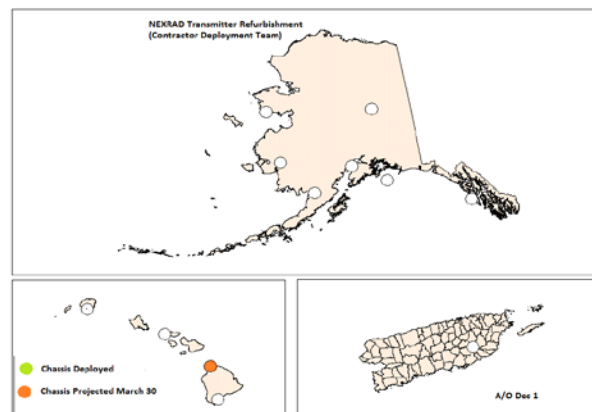 NEXRAD Transmitter Refurbishment
(Contractor Deployment Team)
Chassis Deployed
Chassis Projected March 30
A/O Dec 1